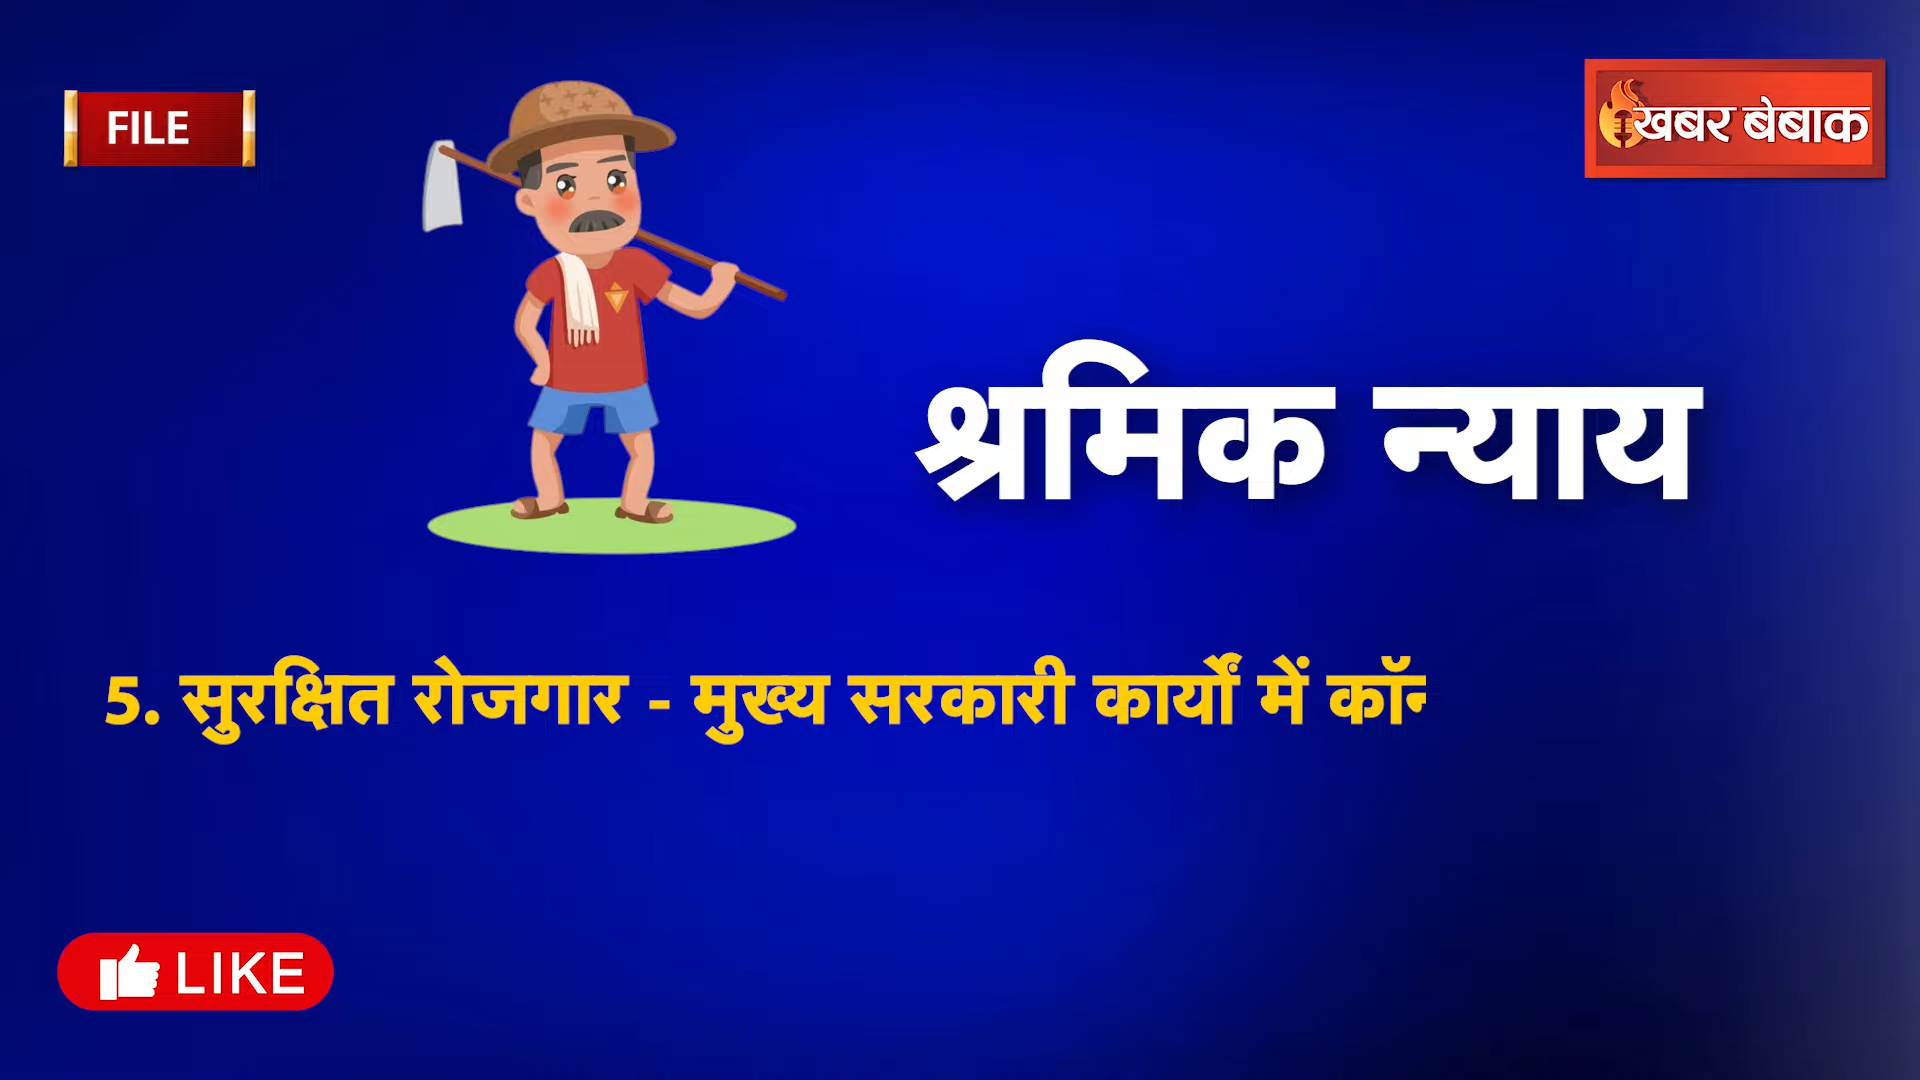 FILE
खबर बेबाक
श्रमिक न्याय
5. सुरक्षित रोजगार - मुख्य सरकारी कार्यों में
LIKE